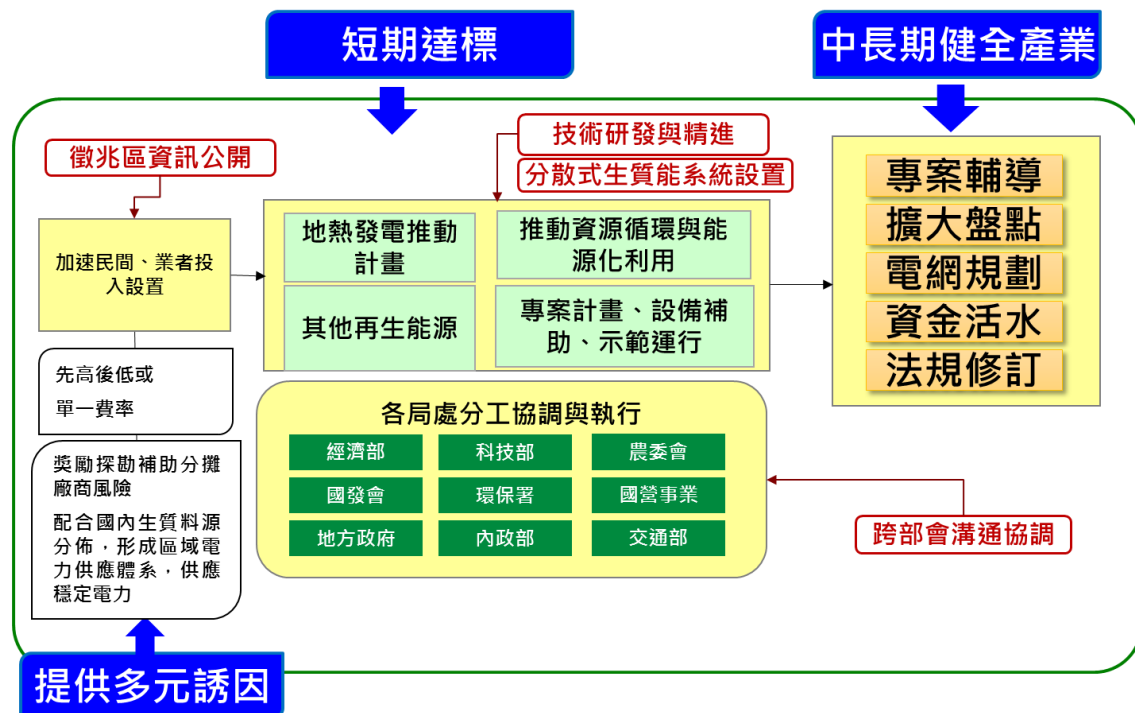 短期達標
中長期健全產業
徵兆區資訊公開
技術研發與精進
分散式生質能系統設置
加速民間、業者投
入設置
地熱發電推動
計畫
推動資源循環與能
源化利用
其他再生能源
專案計畫、設備補
助、示範運行
專案輔導
擴大盤點
電網規劃
資金活水
法規修訂
先高後低或
單一費率
獎勵探勘補助分攤
廠商風險
配合國內生質料源
分佈，形成區域電
力供應體系，供應
穩定電力
各局處分工協調與執行
經濟部
科技部
農委會
國發會
環保署
國營事業
地方政府
內政部
交通部
跨部會溝通協調
提供多元誘因